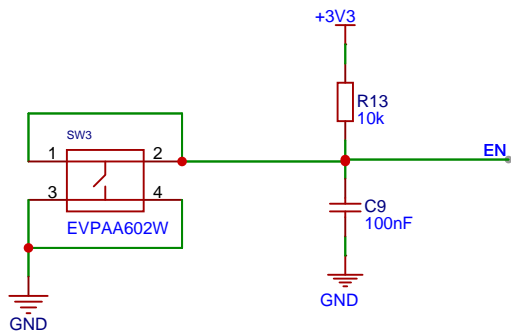 +3V3
R13
10k
SW3
1
2
EN
3
4
EVPAA602W
C9
100nF
GND
GND